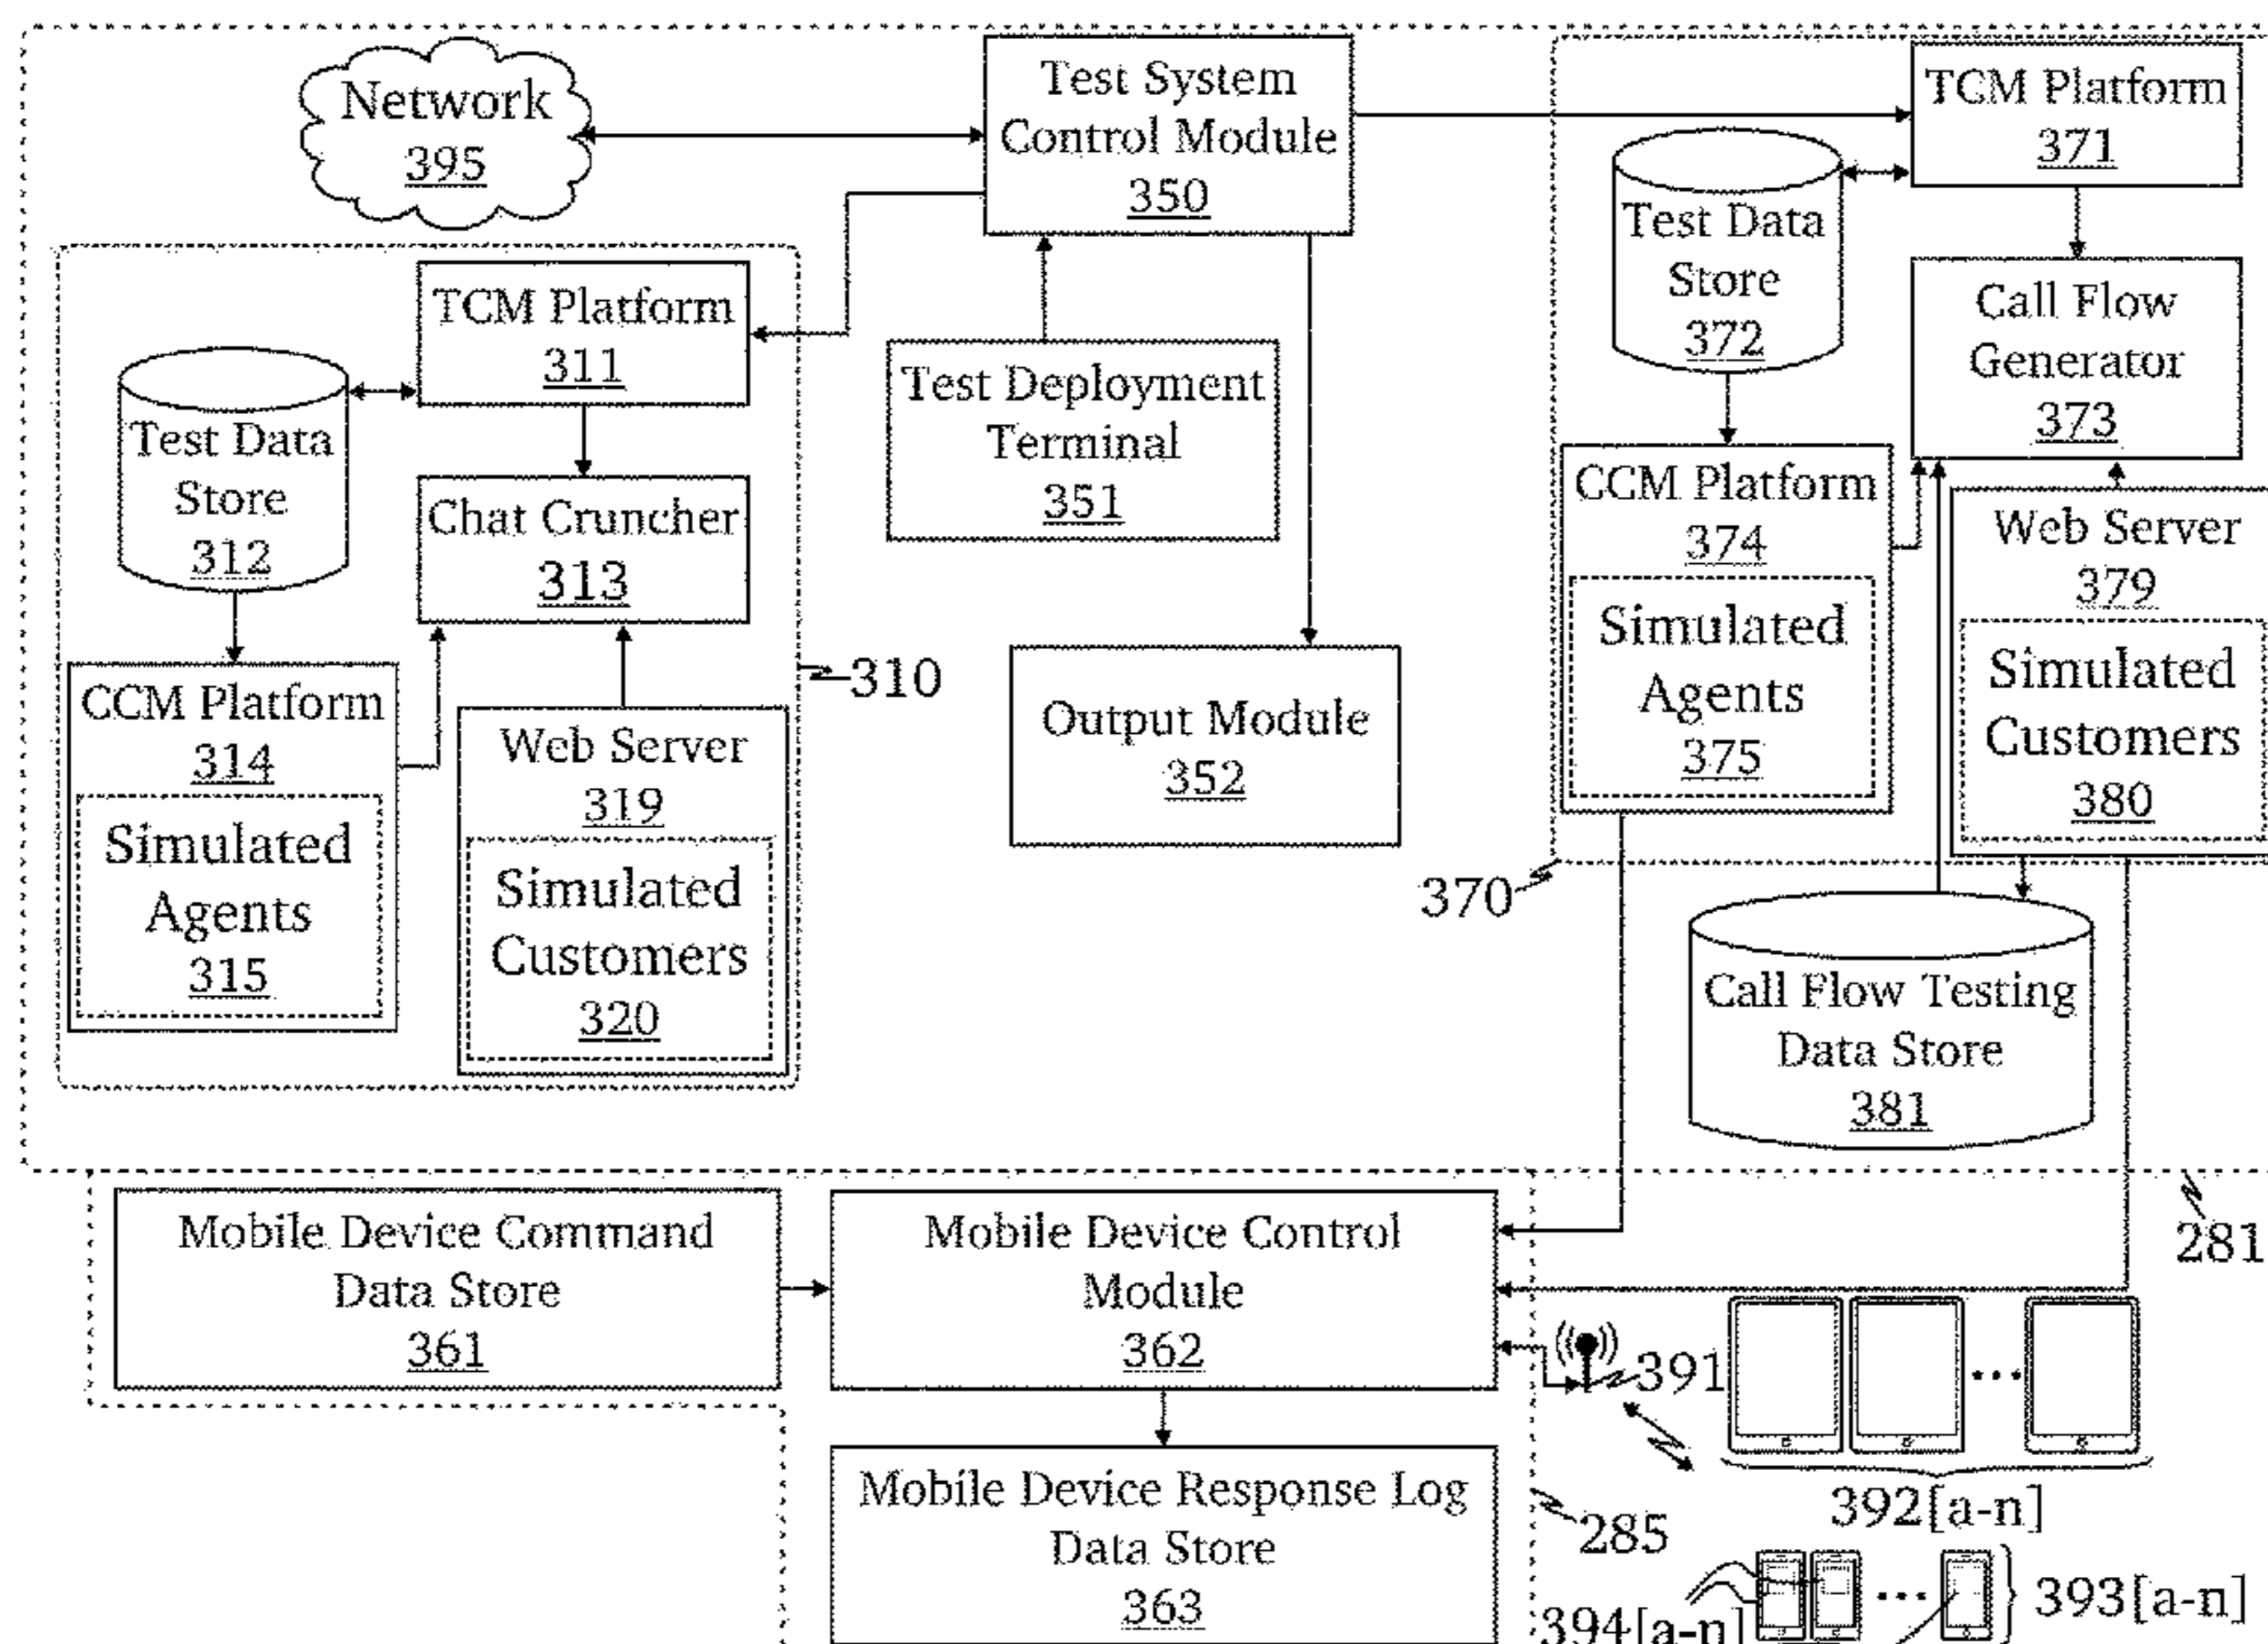 Network
395
Test System
Control Module
350
TCM Platform
371
Test Data
Store
372
Call Flow
Generator
373
TCM Platform
311
Test Data
Store
312
Chat Cruncher
313
Test Deployment
Terminal
351
CCM Platform
374
Simulated
Agents
375
Web Server
379
Simulated
Customers
380
310
CCM Platform
314
Simulated
Agents
315
Web Server
319
Simulated
Customers
320
Output Module
352
370
Call Flow Testing
Data Store
381
281
Mobile Device Command
Data Store
361
Mobile Device Control
Module
362
391
392[a-n]
Mobile Device Response Log
Data Store
363
285
393[a-n]
394[a-n]